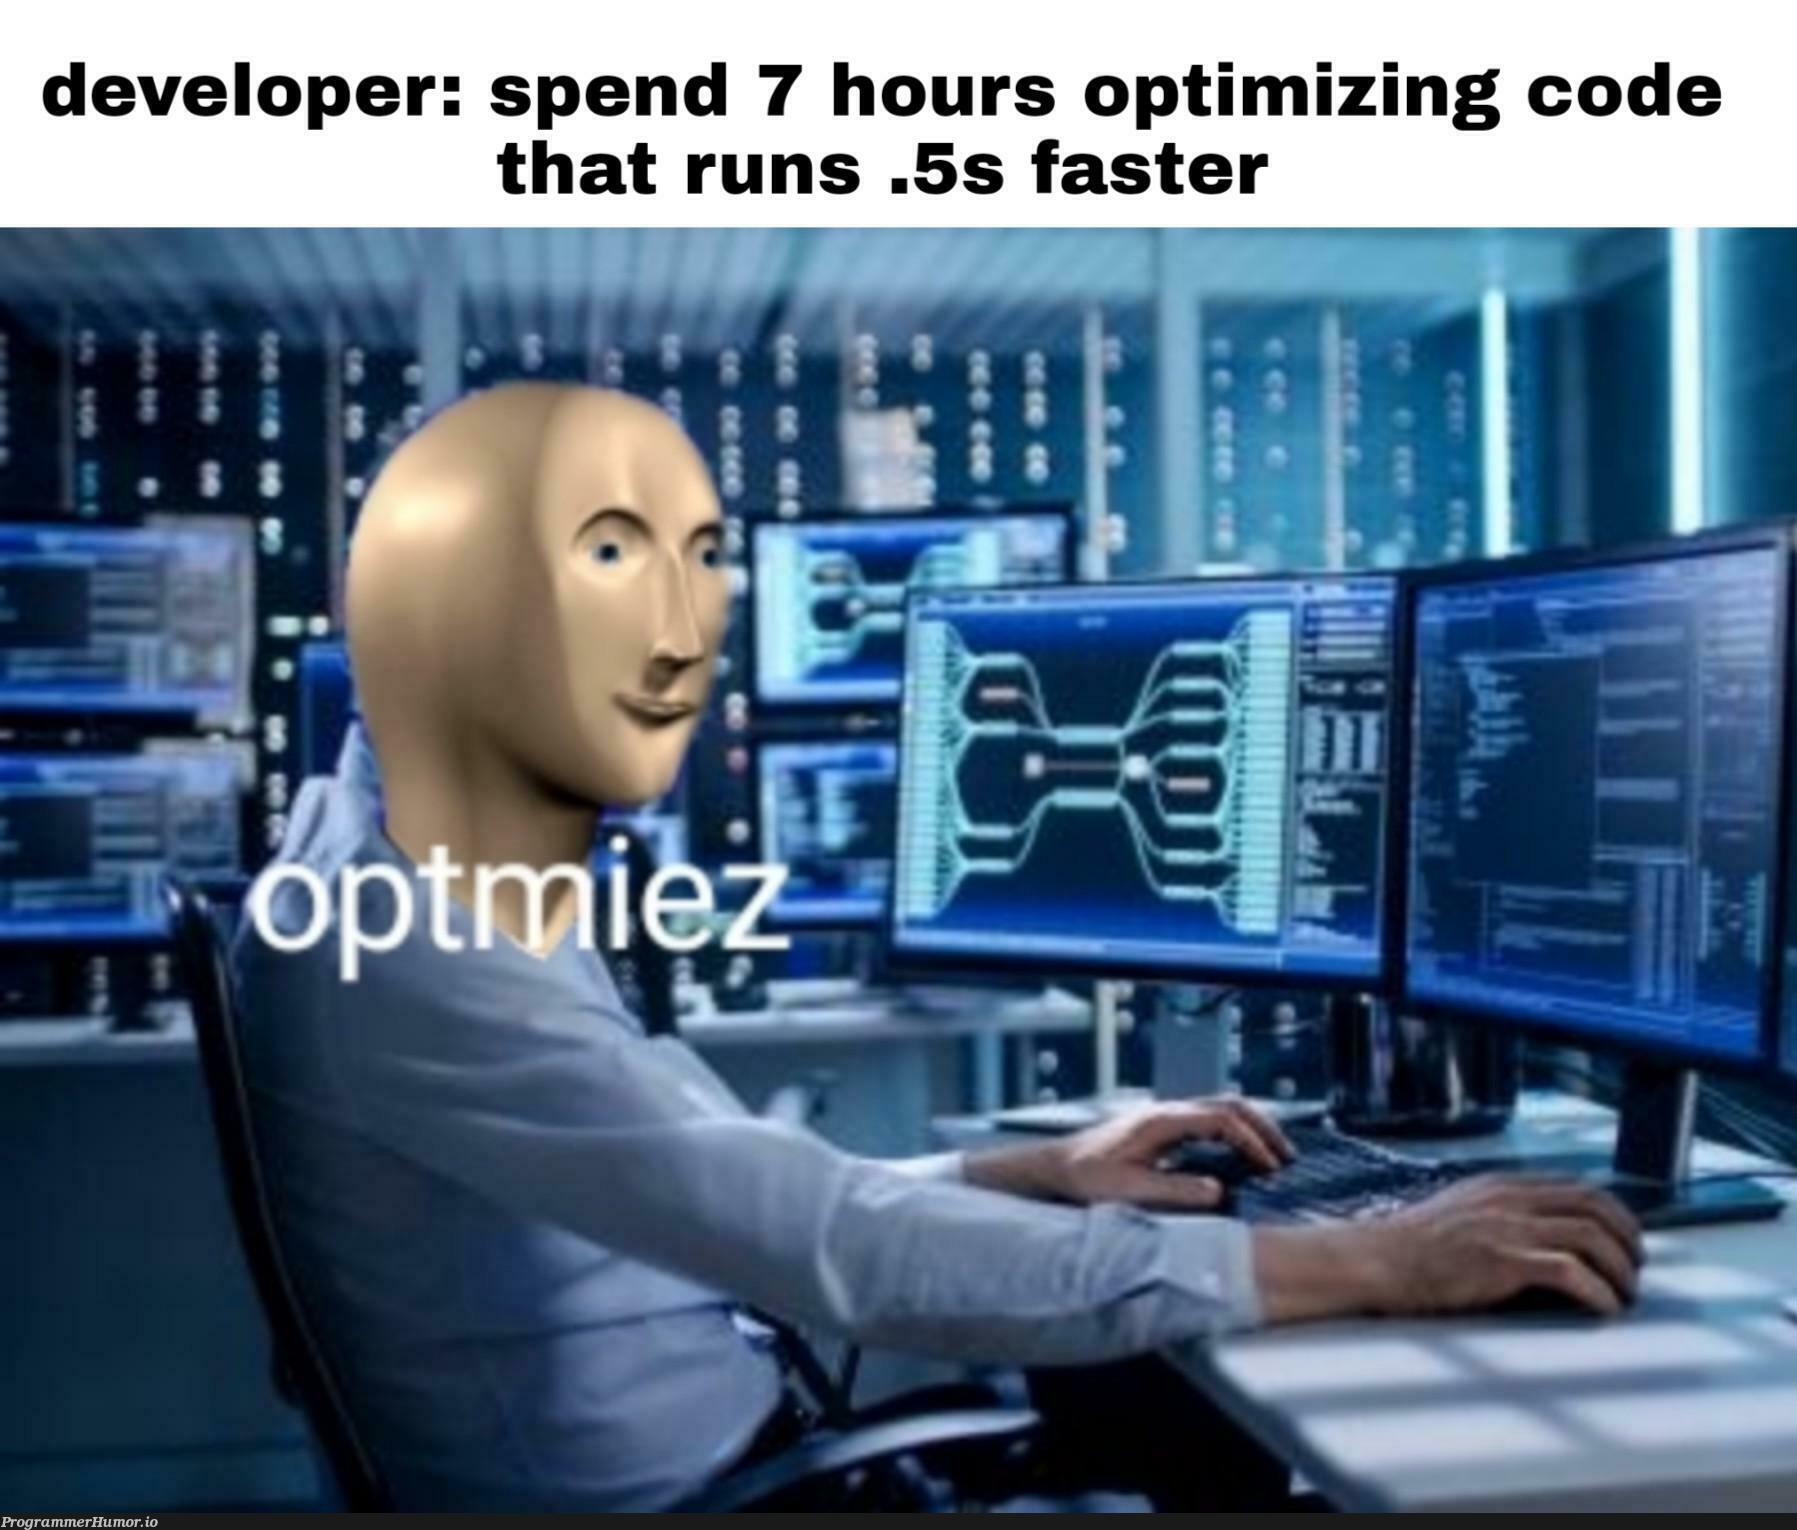 developer: spend 7 hours optimizing code
that runs .5s faster
optmiez
ProgrammerHumor.io